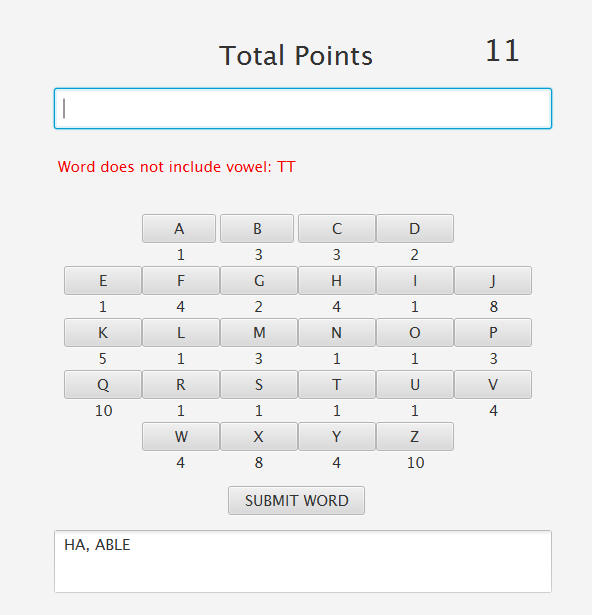 Total Points 11
Word does not include vowel: TT
A B C D
1 3 3 2
E F G H I J
1 4 2 4 1 8
K L M N O P
5 1 3 1 1 3
Q R S T U V
10 1 1 1 1 4
W X Y Z
4 8 4 10
SUBMIT WORD
HA, ABLE